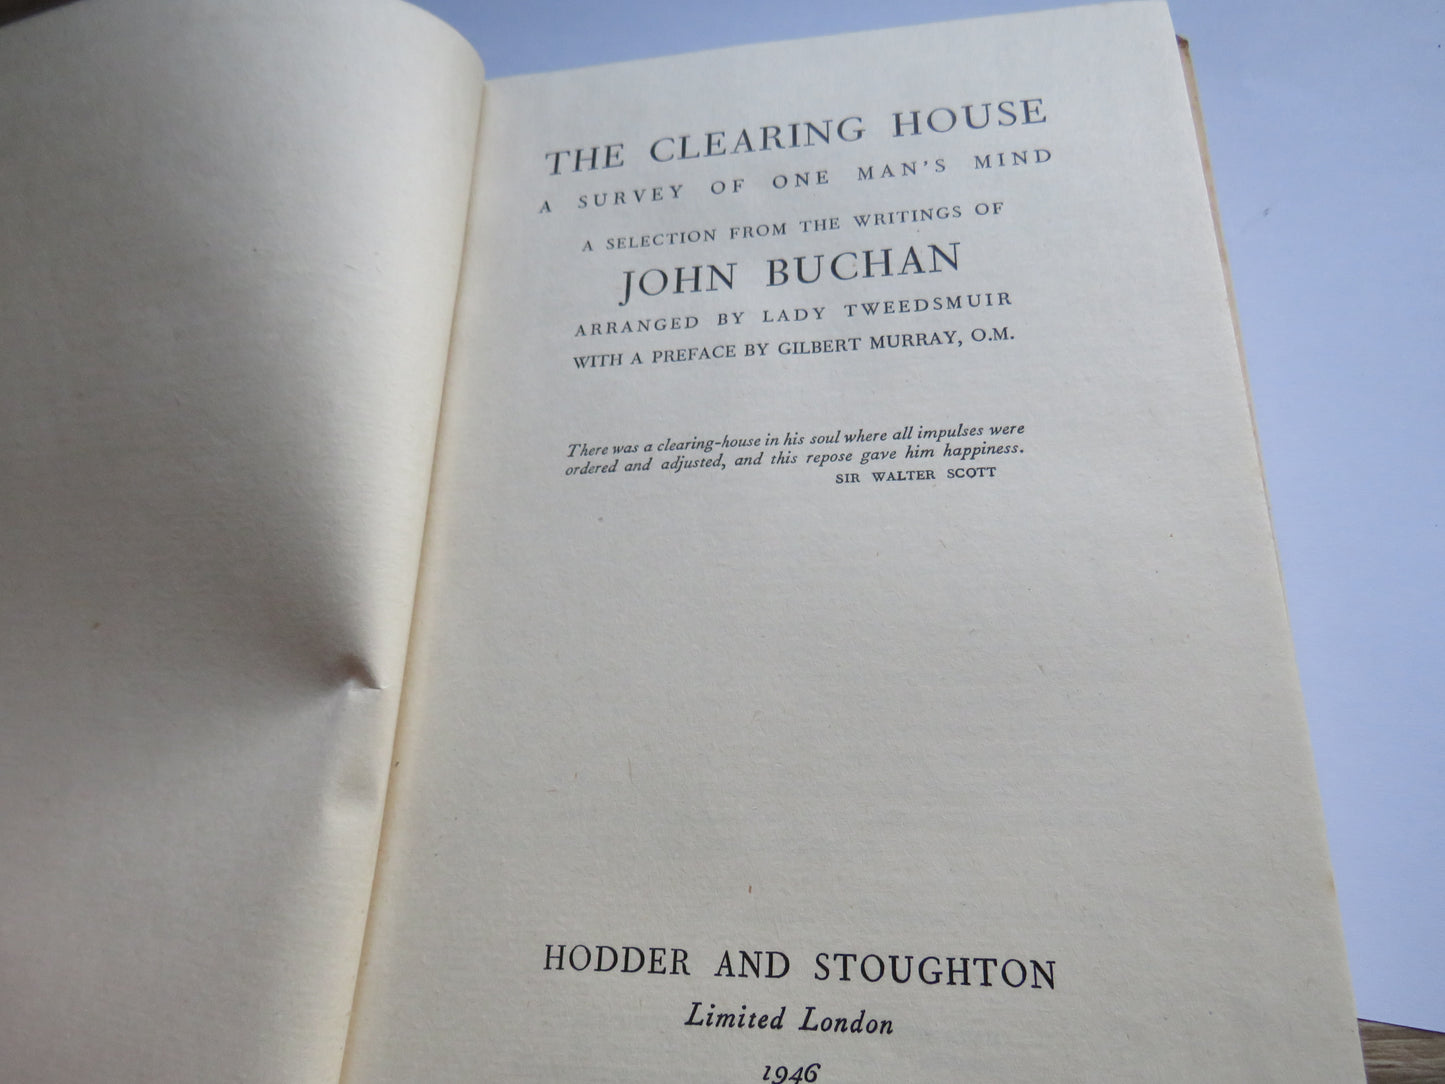 THE CLEARING HOUSE
A SURVEY OF ONE MAN'S MIND
A SELECTION FROM THE WRITINGS OF
JOHN BUCHAN
ARRANGED BY LADY TWEEDSMUIR
WITH A PREFACE BY GILBERT MURRAY, O.M.
There was a clearing-house in his soul where all impulses were
ordered and adjusted, and this repose gave him happiness.
SIR WALTER SCOTT
HODDER AND STOUGHTON
Limited London
1946